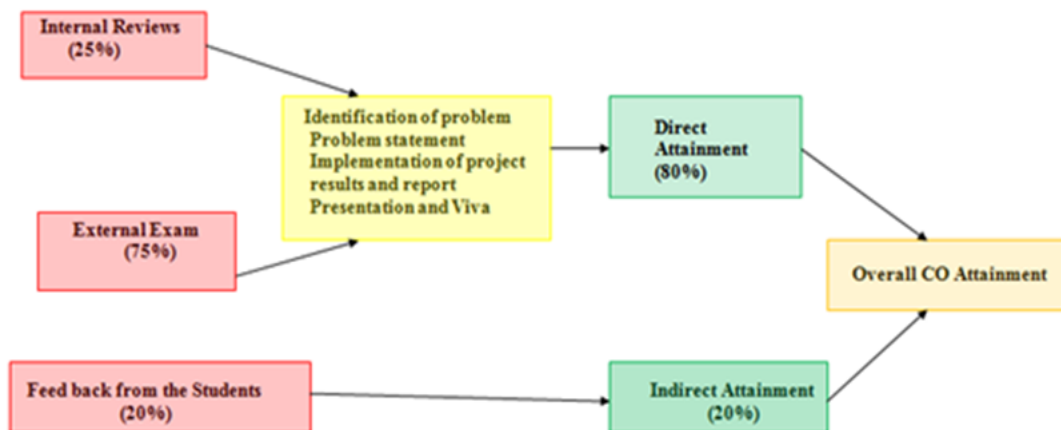 Internal Reviews
(25%)
Identification of problem
Problem statement
Implementation of project
results and report
Presentation and Viva
Direct
Attainment
(80%)
External Exam
(75%)
Overall CO Attainment
Feed back from the Students
(20%)
Indirect Attainment
(20%)